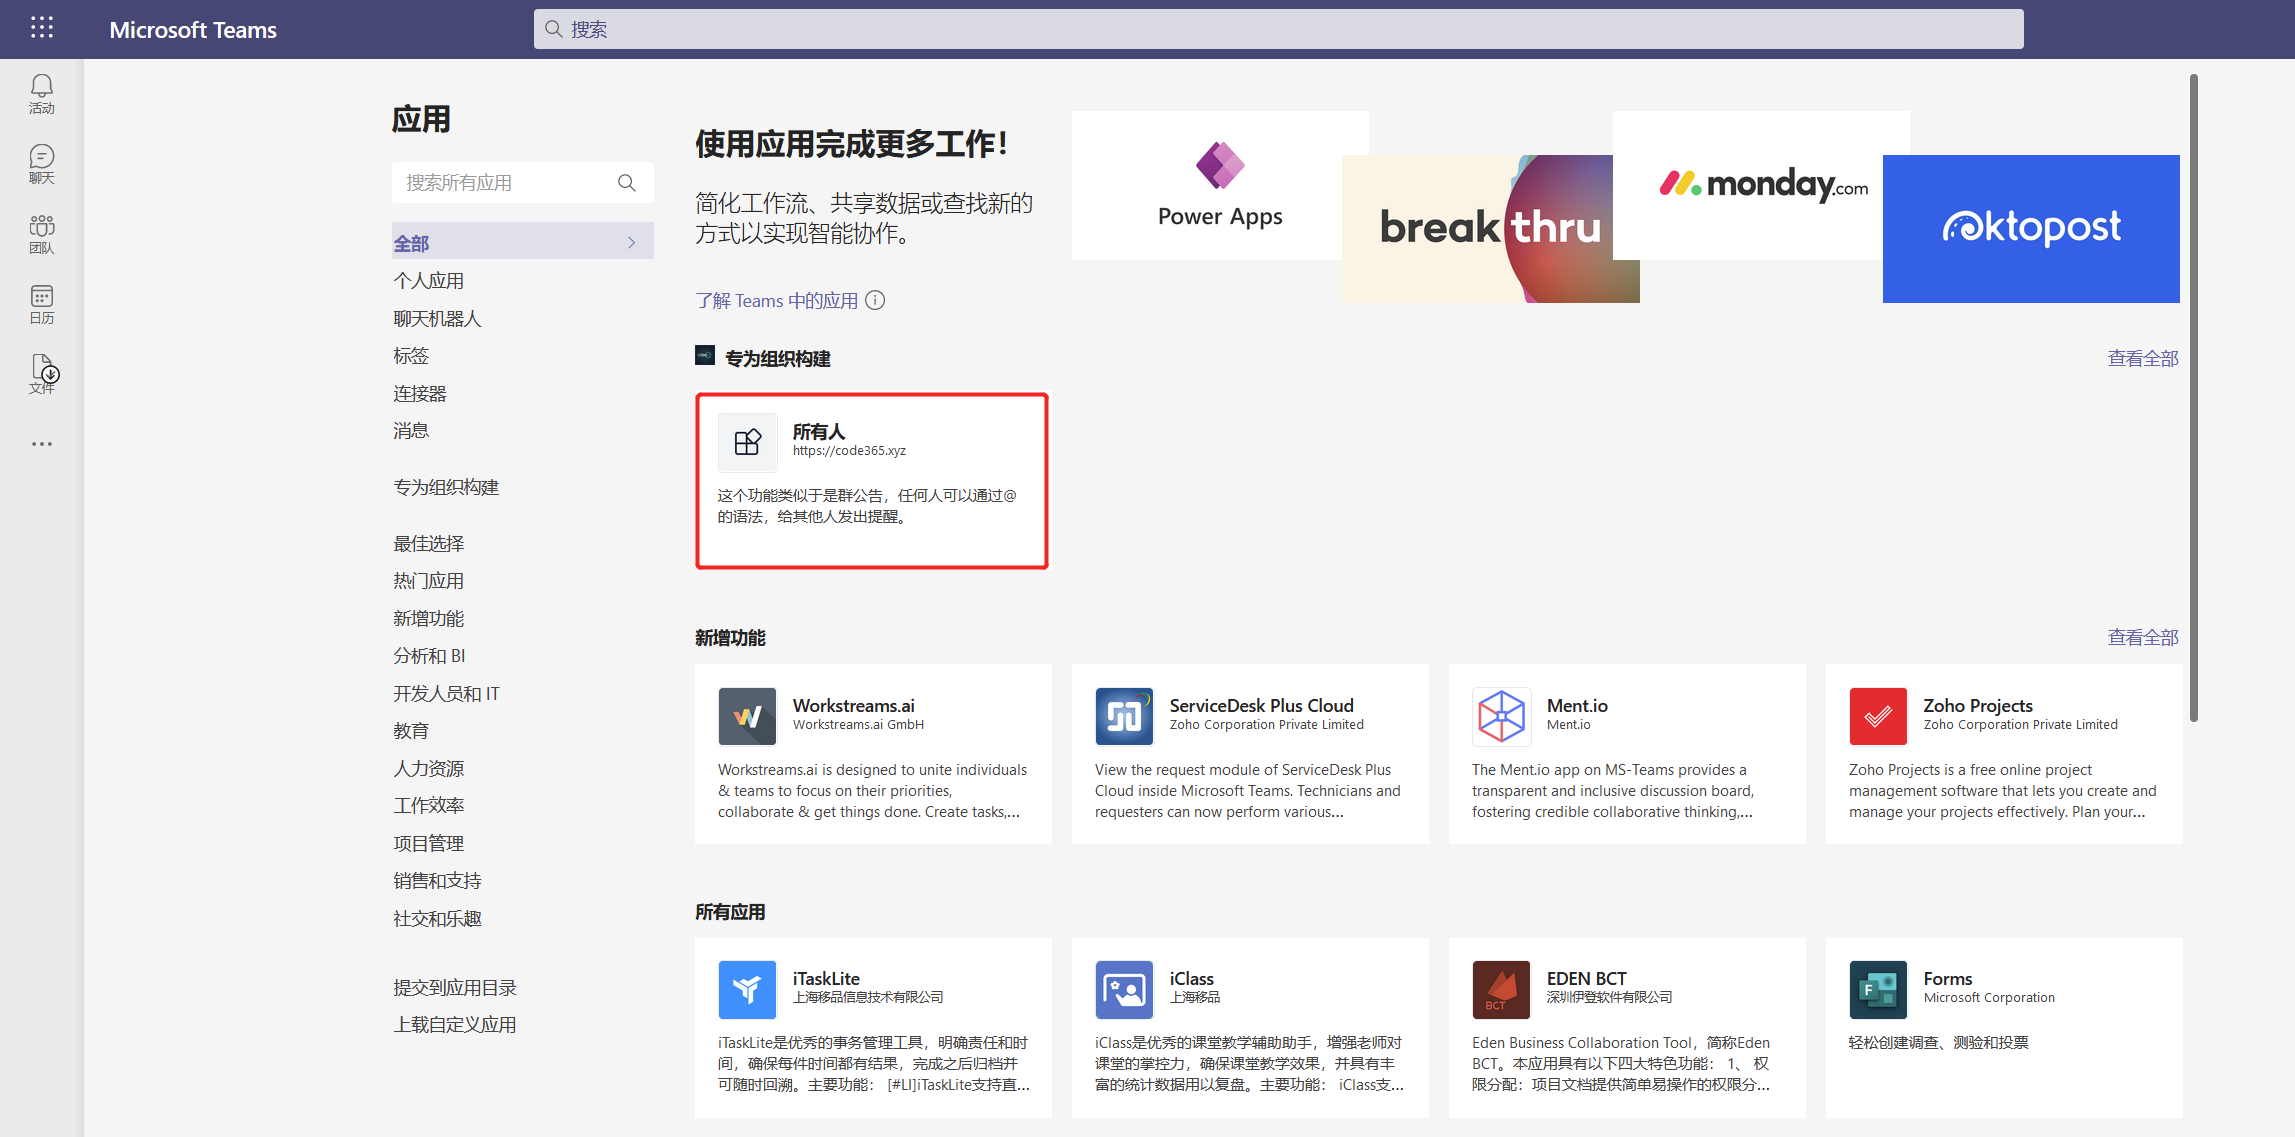 Microsoft Teams
搜索
活动
聊天
团队
日历
文件
应用
搜索所有应用
全部
个人应用
聊天机器人
标签
连接器
消息
专为组织构建
最佳选择
热门应用
新增功能
分析和 BI
开发人员和 IT
教育
人力资源
工作效率
项目管理
销售和支持
社交和乐趣
提交到应用目录
上载自定义应用
使用应用完成更多工作!
简化工作流、共享数据或查找新的
方式以实现智能协作。
了解 Teams 中的应用
Power Apps
breakthru
monday.com
oktopost
专为组织构建
查看全部
所有人
https://code365.xyz
这个功能类似于是群公告，任何人可以通过@
的语法，给其他人发出提醒。
新增功能
查看全部
Workstreams.ai
Workstreams.ai GmbH
Workstreams.ai is designed to unite individuals
& teams to focus on their priorities,
collaborate & get things done. Create tasks,...
ServiceDesk Plus Cloud
Zoho Corporation Private Limited
View the request module of ServiceDesk Plus
Cloud inside Microsoft Teams. Technicians and
requesters can now perform various...
Ment.io
Ment.io
The Ment.io app on MS-Teams provides a
transparent and inclusive discussion board,
fostering credible collaborative thinking,...
Zoho Projects
Zoho Corporation Private Limited
Zoho Projects is a free online project
management software that lets you create and
manage your projects effectively. Plan your...
所有应用
iTaskLite
上海移品信息技术有限公司
iTaskLite是优秀的事务管理工具，明确责任和时
间，确保每件时间都有结果，完成之后归档并
可随时回溯。主要功能： [#LI]iTaskLite支持直...
iClass
上海移品
iClass是优秀的课堂教学辅助助手，增强老师对
课堂的掌控力，确保课堂教学效果，并具有丰
富的统计数据用以复盘。主要功能： iClass支...
BCT
EDEN BCT
深圳伊登软件有限公司
Eden Business Collaboration Tool，简称Eden
BCT。本应用具有以下四大特色功能： 1、 权
限分配：项目文档提供简单易操作的权限分...
F
Forms
Microsoft Corporation
轻松创建调查、测验和投票